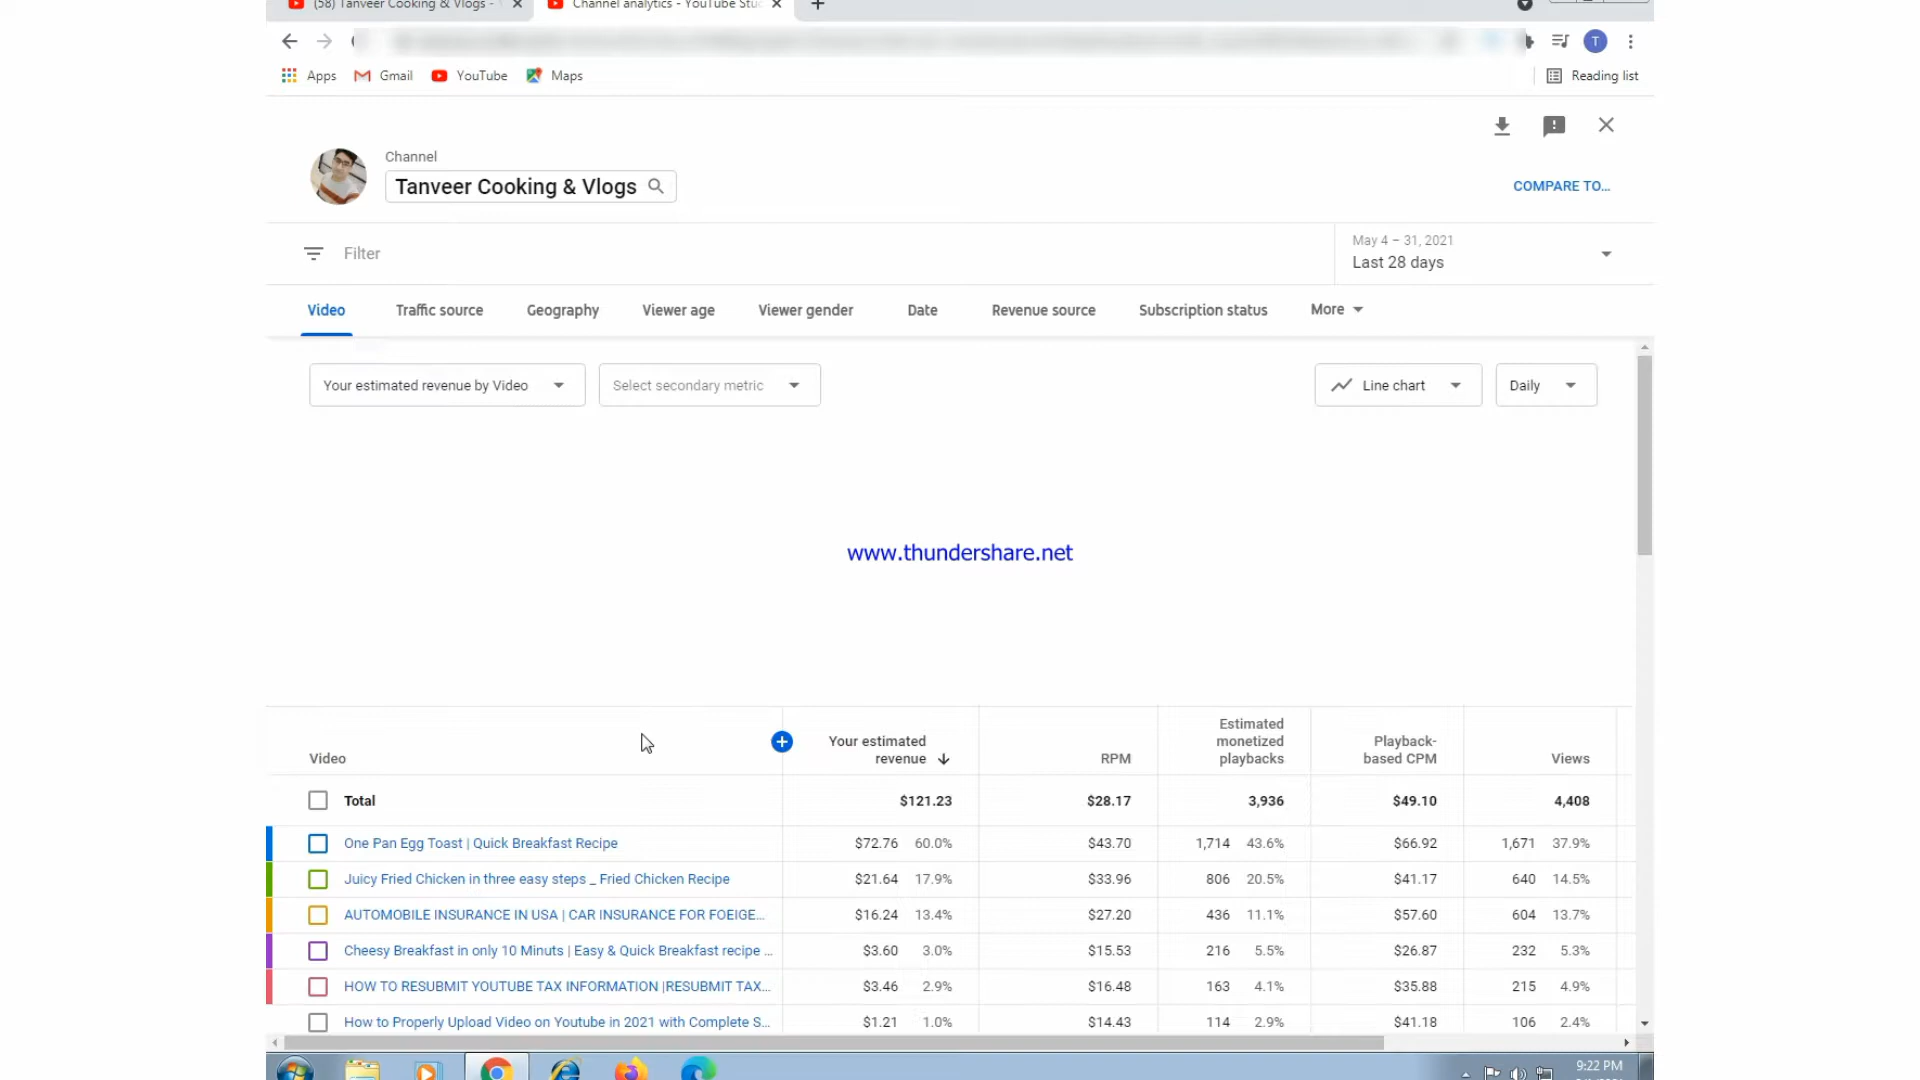 (58) Tanveer Cooking & Vlogs -
Channel analytics - YouTube Stu
T
Apps Gmail YouTube Maps Reading list
Channel
Tanveer Cooking & Vlogs
COMPARE TO...
Filter
May 4 – 31, 2021
Last 28 days
Video Traffic source Geography Viewer age Viewer gender Date Revenue source Subscription status More
Your estimated revenue by Video Select secondary metric Line chart Daily
www.thundershare.net
Video Your estimated revenue RPM Estimated monetized playbacks Playback-based CPM Views
Total $121.23 $28.17 3,936 $49.10 4,408
One Pan Egg Toast | Quick Breakfast Recipe $72.76 60.0% $43.70 1,714 43.6% $66.92 1,671 37.9%
Juicy Fried Chicken in three easy steps _ Fried Chicken Recipe $21.64 17.9% $33.96 806 20.5% $41.17 640 14.5%
AUTOMOBILE INSURANCE IN USA | CAR INSURANCE FOR FOEIGE... $16.24 13.4% $27.20 436 11.1% $57.60 604 13.7%
Cheesy Breakfast in only 10 Minuts | Easy & Quick Breakfast recipe ... $3.60 3.0% $15.53 216 5.5% $26.87 232 5.3%
HOW TO RESUBMIT YOUTUBE TAX INFORMATION |RESUBMIT TAX... $3.46 2.9% $16.48 163 4.1% $35.88 215 4.9%
How to Properly Upload Video on Youtube in 2021 with Complete S... $1.21 1.0% $14.43 114 2.9% $41.18 106 2.4%
9:22 PM